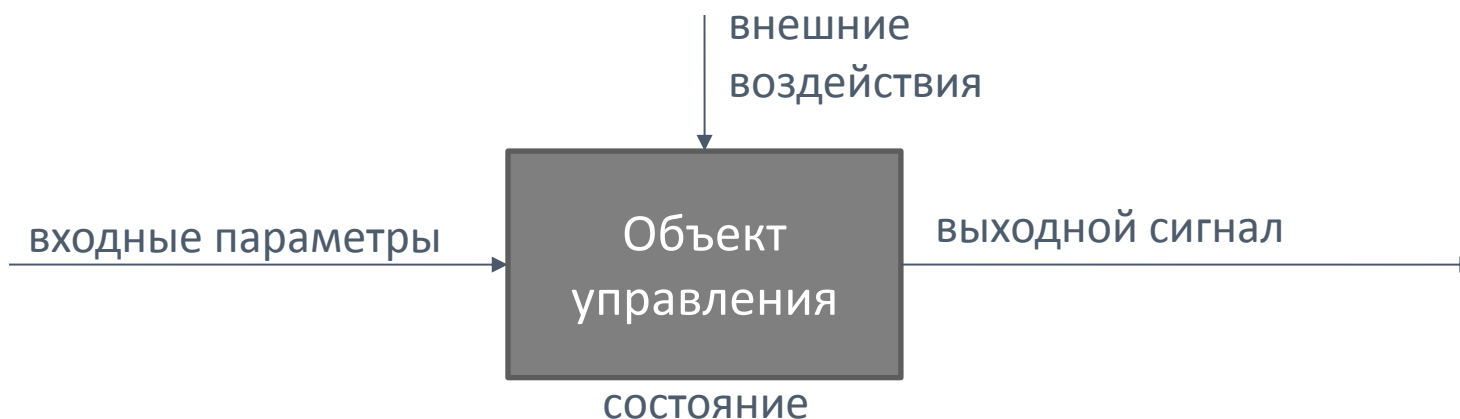 внешние
воздействия
входные параметры
Объект
управления
выходной сигнал
состояние